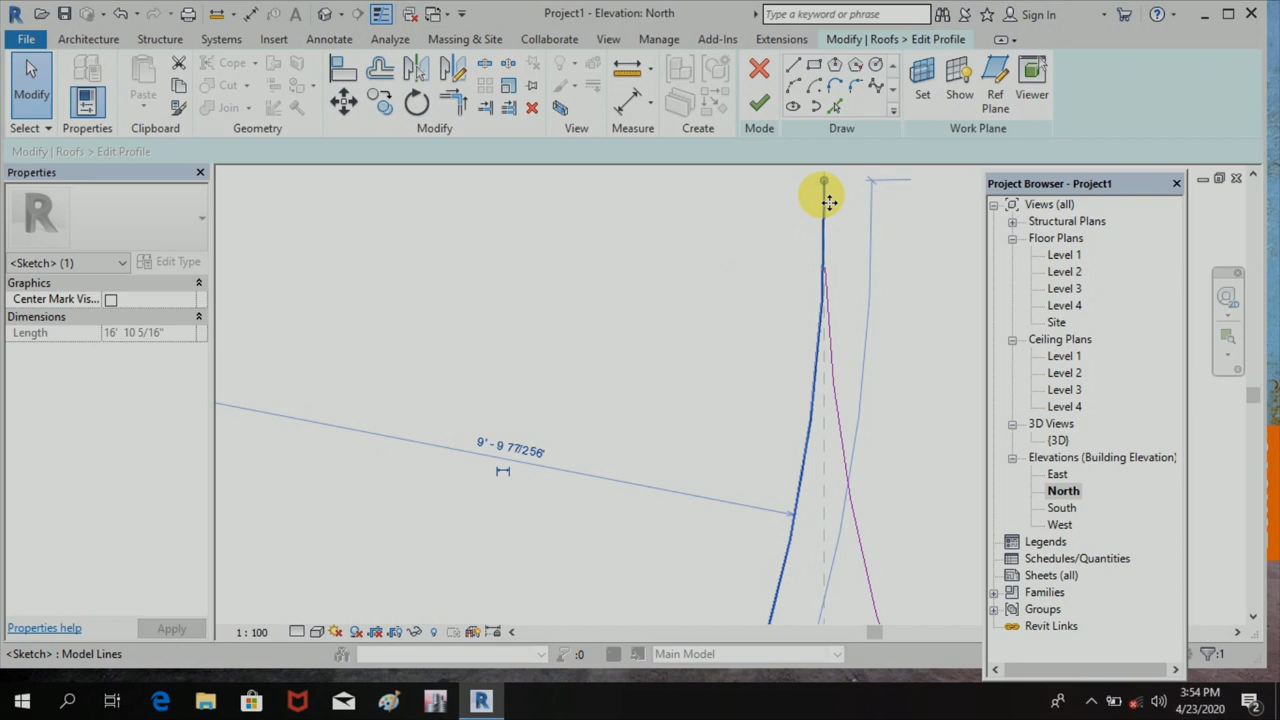 Project1 - Elevation: North
Type a keyword or phrase
Sign In
File Architecture Structure Systems Insert Annotate Analyze Massing & Site Collaborate View Manage Add-Ins Extensions Modify | Roofs > Edit Profile
Modify
Select
Properties
Paste
Clipboard
Cope
Cut
Join
Geometry
Modify
View
Measure
Create
Mode
Draw
Set
Show
Ref
Plane
Viewer
Work Plane
Modify | Roofs > Edit Profile
Properties
<Sketch> (1)
Edit Type
Graphics
Center Mark Vis...
Dimensions
Length 16' 10 5/16"
Properties help
Apply
9' - 9 77/256"
Project Browser - Project1
Views (all)
Structural Plans
Floor Plans
Level 1
Level 2
Level 3
Level 4
Site
Ceiling Plans
Level 1
Level 2
Level 3
Level 4
3D Views
{3D}
Elevations (Building Elevation)
East
North
South
West
Legends
Schedules/Quantities
Sheets (all)
Families
Groups
Revit Links
1 : 100
<Sketch> : Model Lines
:0
Main Model
:1
3:54 PM
4/23/2020
2